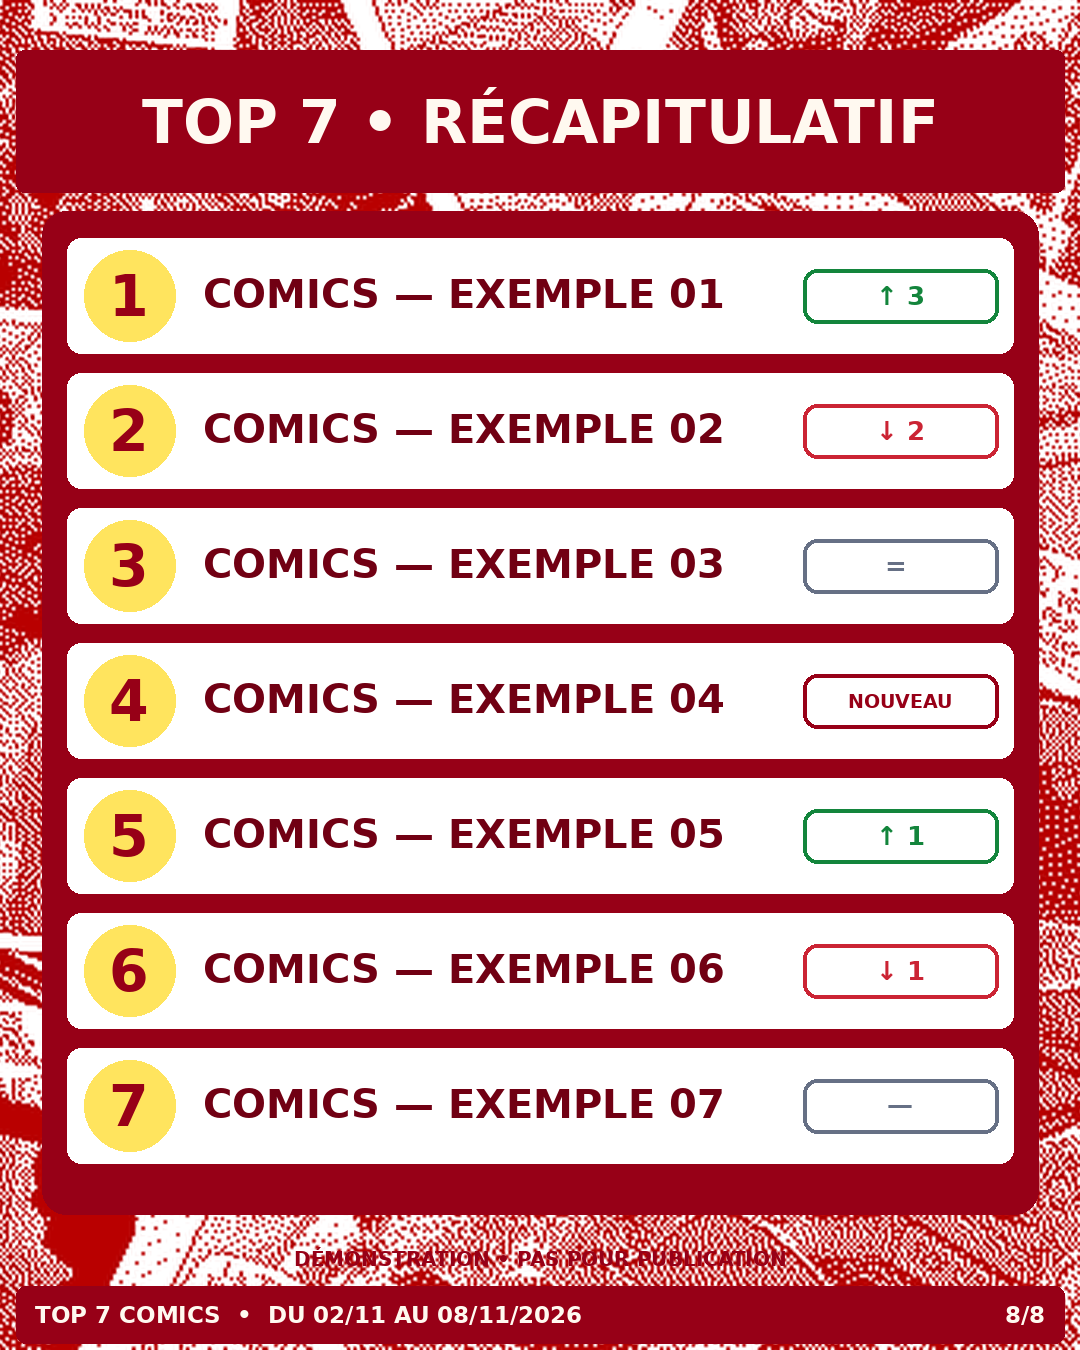 TOP 7 • RÉCAPITULATIF
1 COMICS — EXEMPLE 01 ↑ 3
2 COMICS — EXEMPLE 02 ↓ 2
3 COMICS — EXEMPLE 03 =
4 COMICS — EXEMPLE 04 NOUVEAU
5 COMICS — EXEMPLE 05 ↑ 1
6 COMICS — EXEMPLE 06 ↓ 1
7 COMICS — EXEMPLE 07 —
DÉMONSTRATION • PAS POUR PUBLICATION
TOP 7 COMICS • DU 02/11 AU 08/11/2026 8/8